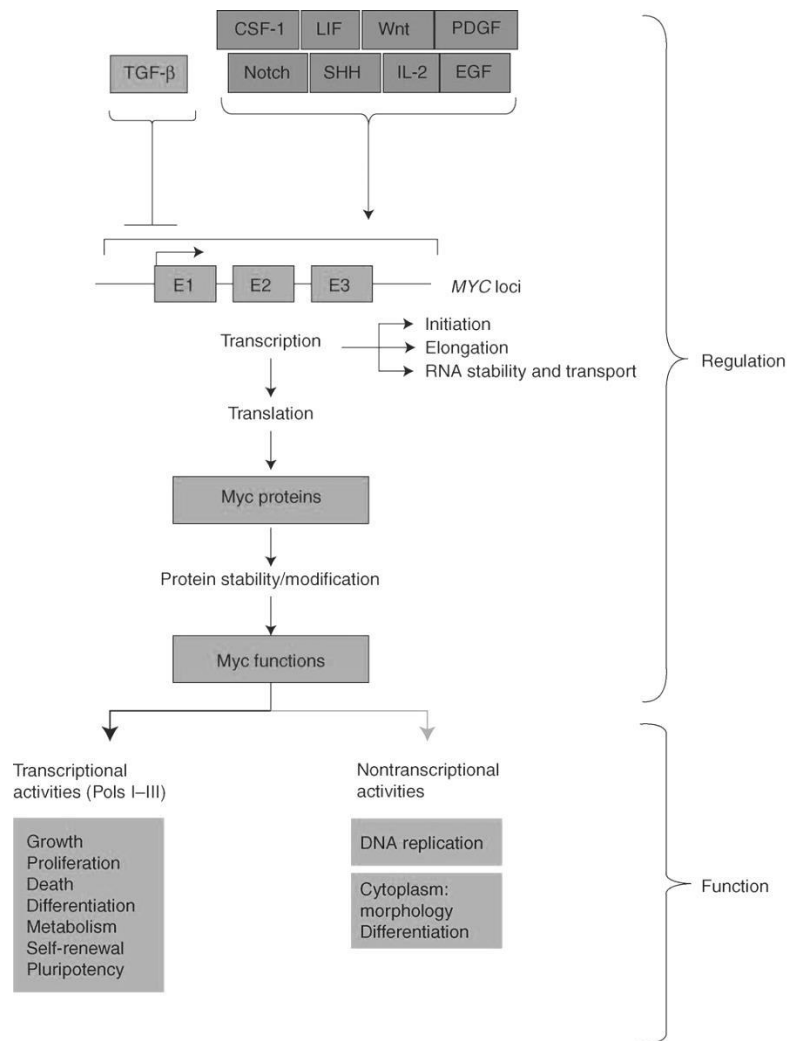 CSF-1 LIF Wnt PDGF
TGF-β
Notch SHH IL-2 EGF
E1 E2 E3
MYC loci
Transcription
Initiation
Elongation
RNA stability and transport
Regulation
Translation
Myc proteins
Protein stability/modification
Myc functions
Transcriptional
activities (Pols I–III)
Growth
Proliferation
Death
Differentiation
Metabolism
Self-renewal
Pluripotency
Nontranscriptional
activities
DNA replication
Cytoplasm:
morphology
Differentiation
Function